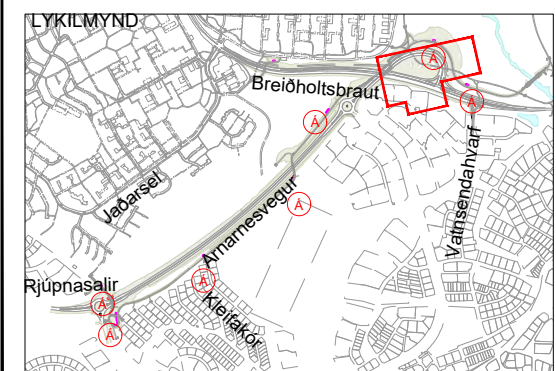 LYKILMYND
Breiðholtsbraut
Á
Á
Á
Vatnsendahvarf
Jaðarsel
Á
Arnarnesvegur
Rjúpnasalir
Á
Kleifakór
Á
Á